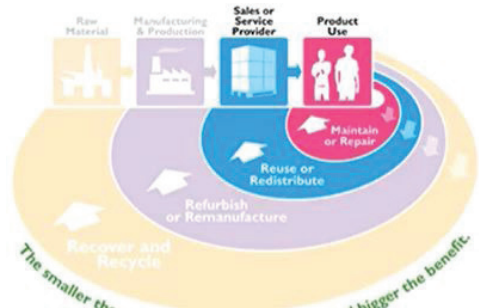 Raw
Material
Manufacturing
& Production
Sales or
Service
Provider
Product
Use
Maintain
or Repair
Reuse or
Redistribute
Refurbish
or Remanufacture
Recover and
Recycle
The smaller the
bigger the benefit.